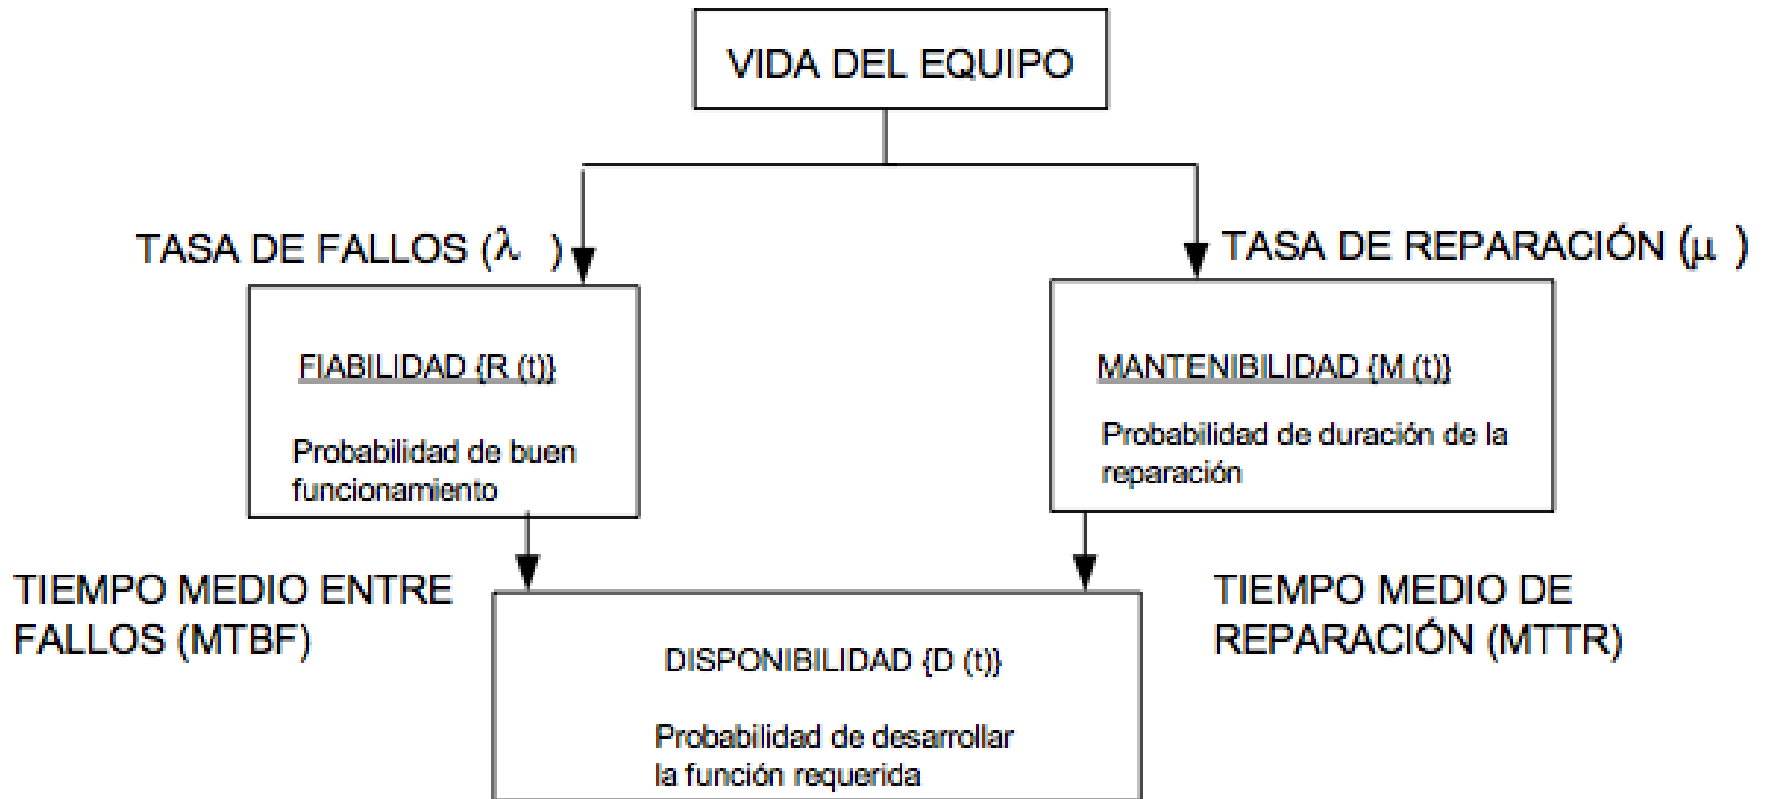 VIDA DEL EQUIPO
TASA DE FALLOS (λ )
TASA DE REPARACIÓN (μ )
FIABILIDAD {R (t)}
Probabilidad de buen
funcionamiento
MANTENIBILIDAD {M (t)}
Probabilidad de duración de la
reparación
TIEMPO MEDIO ENTRE
FALLOS (MTBF)
TIEMPO MEDIO DE
REPARACIÓN (MTTR)
DISPONIBILIDAD {D (t)}
Probabilidad de desarrollar
la función requerida